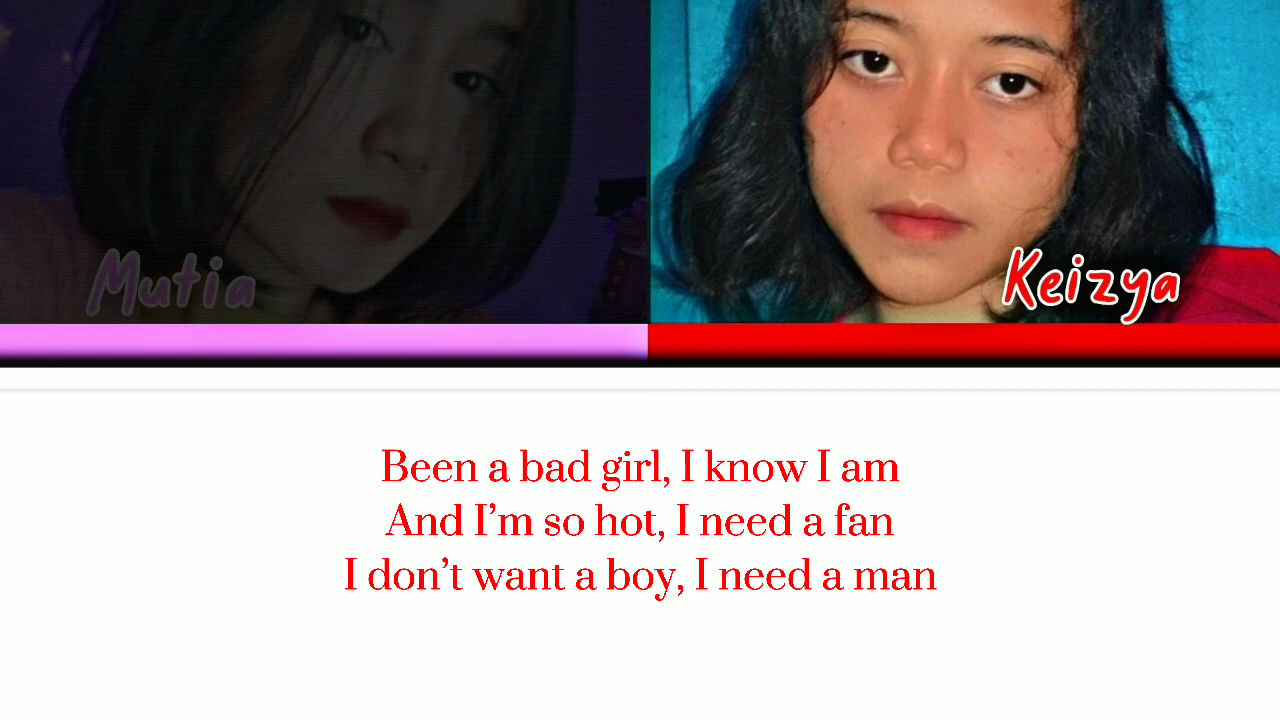 Mutia
Keizya
Been a bad girl, I know I am
And I’m so hot, I need a fan
I don’t want a boy, I need a man